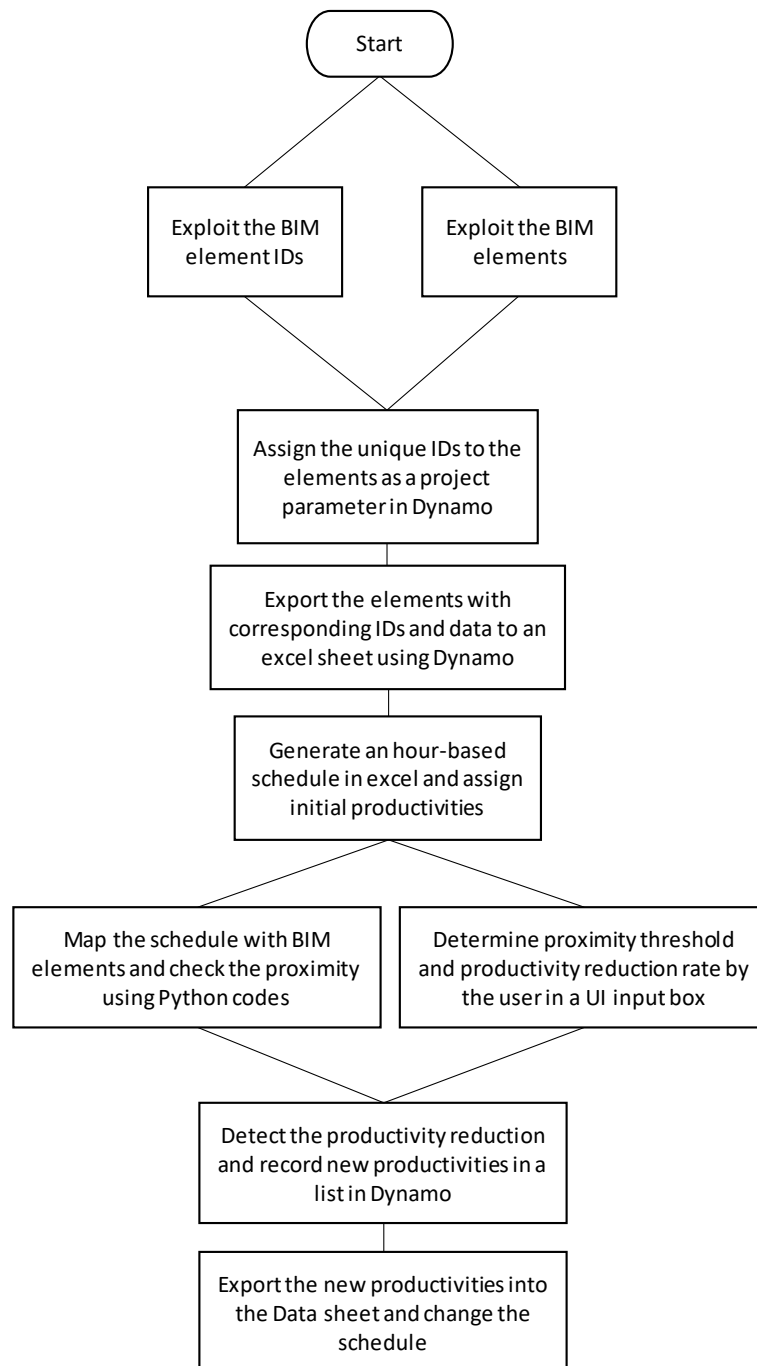 Start
Exploit the BIM
element IDs
Exploit the BIM
elements
Assign the unique IDs to the
elements as a project
parameter in Dynamo
Export the elements with
corresponding IDs and data to an
excel sheet using Dynamo
Generate an hour-based
schedule in excel and assign
initial productivities
Map the schedule with BIM
elements and check the proximity
using Python codes
Determine proximity threshold
and productivity reduction rate by
the user in a UI input box
Detect the productivity reduction
and record new productivities in a
list in Dynamo
Export the new productivities into
the Data sheet and change the
schedule